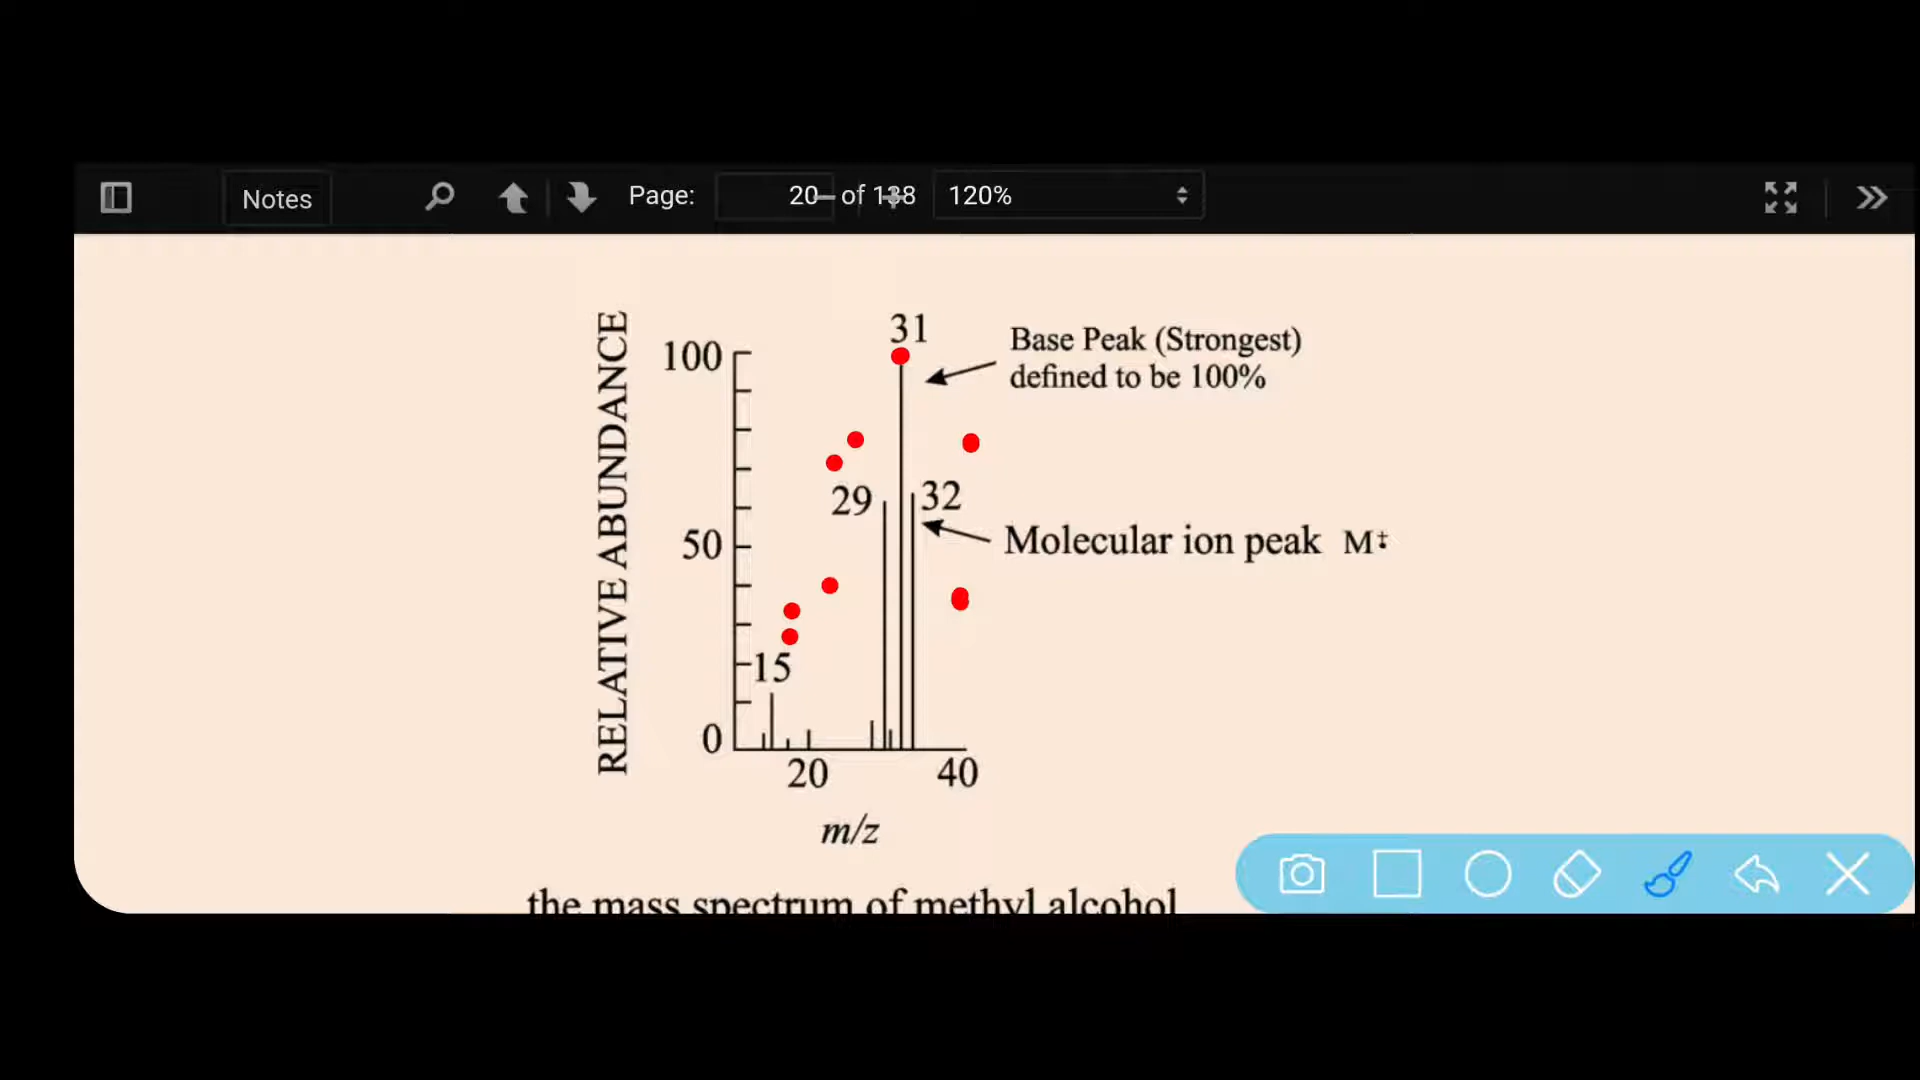 Notes
Page: 20 of 138 120%
31
Base Peak (Strongest)
defined to be 100%
100
29
32
50
Molecular ion peak M‡
15
0
20 40
RELATIVE ABUNDANCE
m/z
the mass spectrum of methyl alcohol